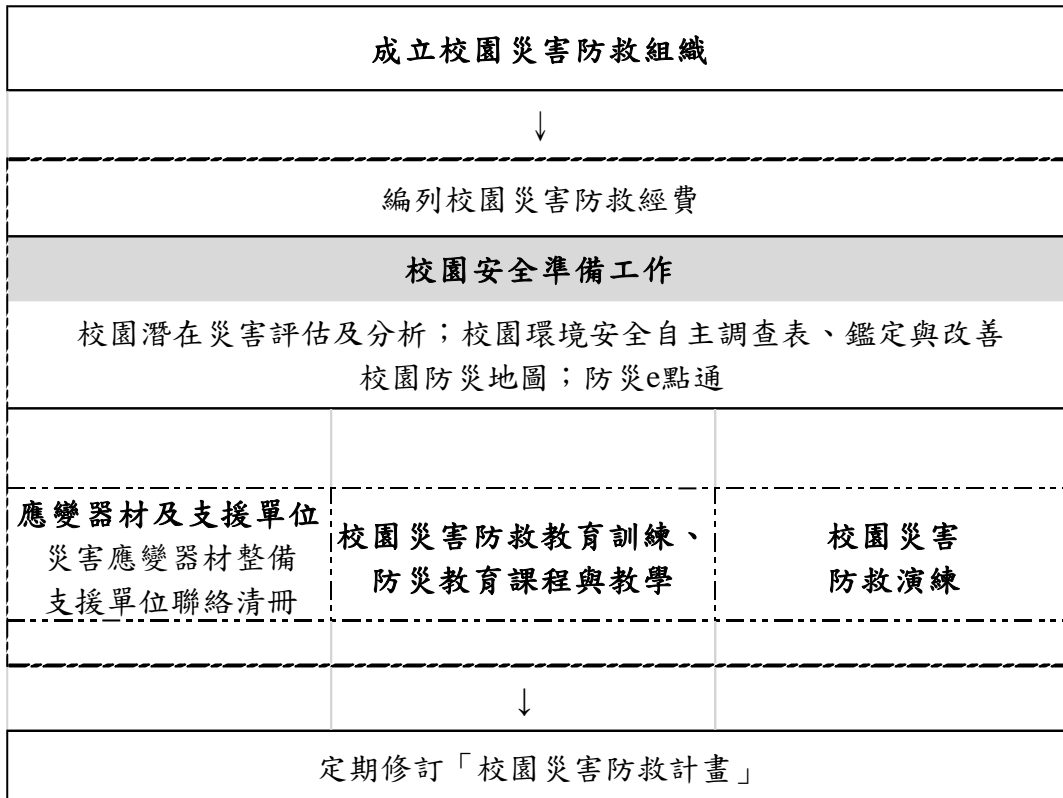 成立校園災害防救組織
↓
編列校園災害防救經費
校園安全準備工作
校園潛在災害評估及分析；校園環境安全自主調查表、鑑定與改善
校園防災地圖；防災e點通
應變器材及支援單位
災害應變器材整備
支援單位聯絡清冊
校園災害防救教育訓練、
防災教育課程與教學
校園災害
防救演練
↓
定期修訂「校園災害防救計畫」